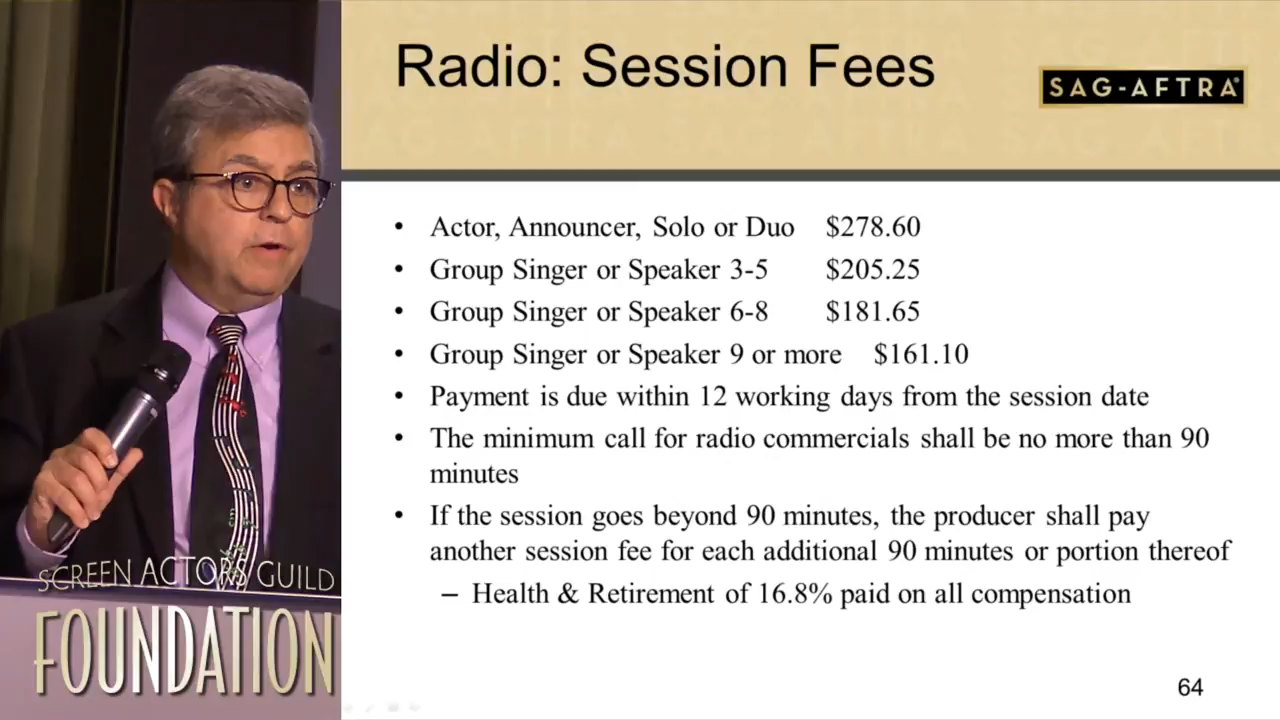 Radio: Session Fees
SAG-AFTRA®
• Actor, Announcer, Solo or Duo $278.60
• Group Singer or Speaker 3-5 $205.25
• Group Singer or Speaker 6-8 $181.65
• Group Singer or Speaker 9 or more $161.10
• Payment is due within 12 working days from the session date
• The minimum call for radio commercials shall be no more than 90
minutes
• If the session goes beyond 90 minutes, the producer shall pay
another session fee for each additional 90 minutes or portion thereof
– Health & Retirement of 16.8% paid on all compensation
64
SCREEN ACTORS GUILD
FOUNDATION